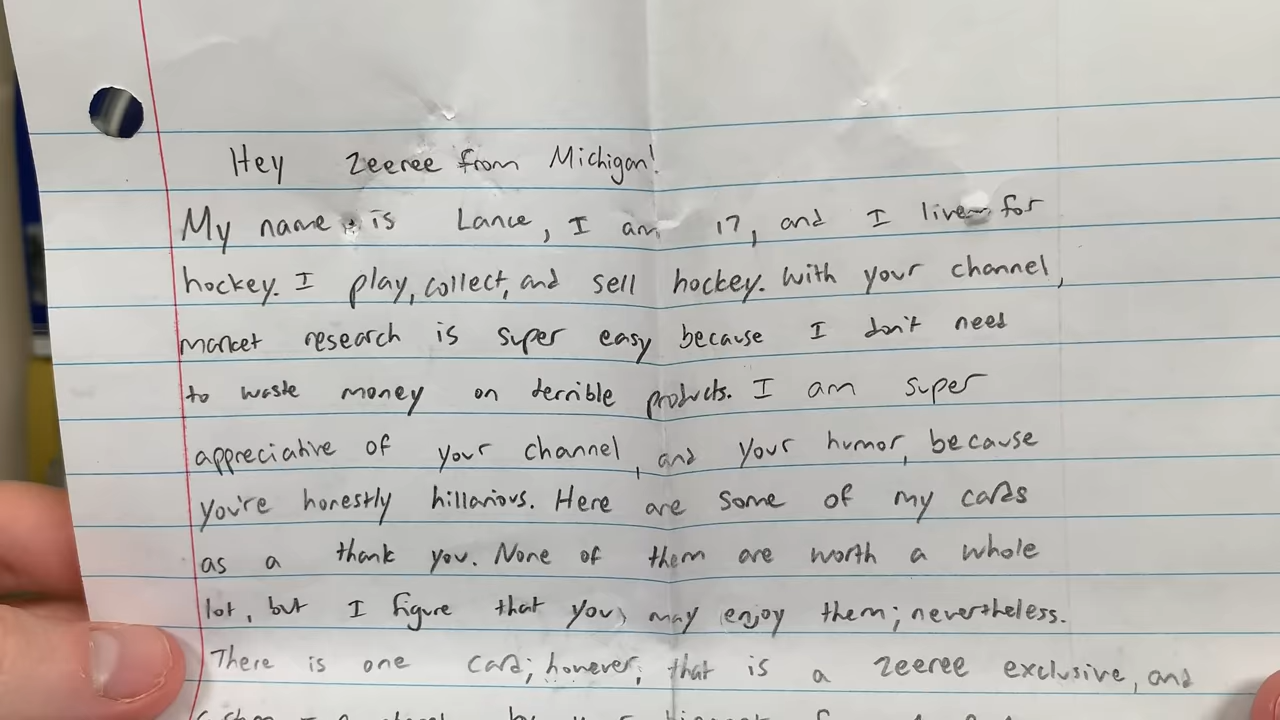 Hey Zeeree from Michigan!
My name is Lance, I am 17, and I live for
hockey. I play, collect, and sell hockey. With your channel,
market research is super easy because I don't need
to waste money on terrible products. I am super
appreciative of your channel, and your humor, because
you're honestly hillarious. Here are some of my cards
as a thank you. None of them are worth a whole
lot, but I figure that you may enjoy them; nevertheless.
There is one card; however; that is a zeeree exclusive, and